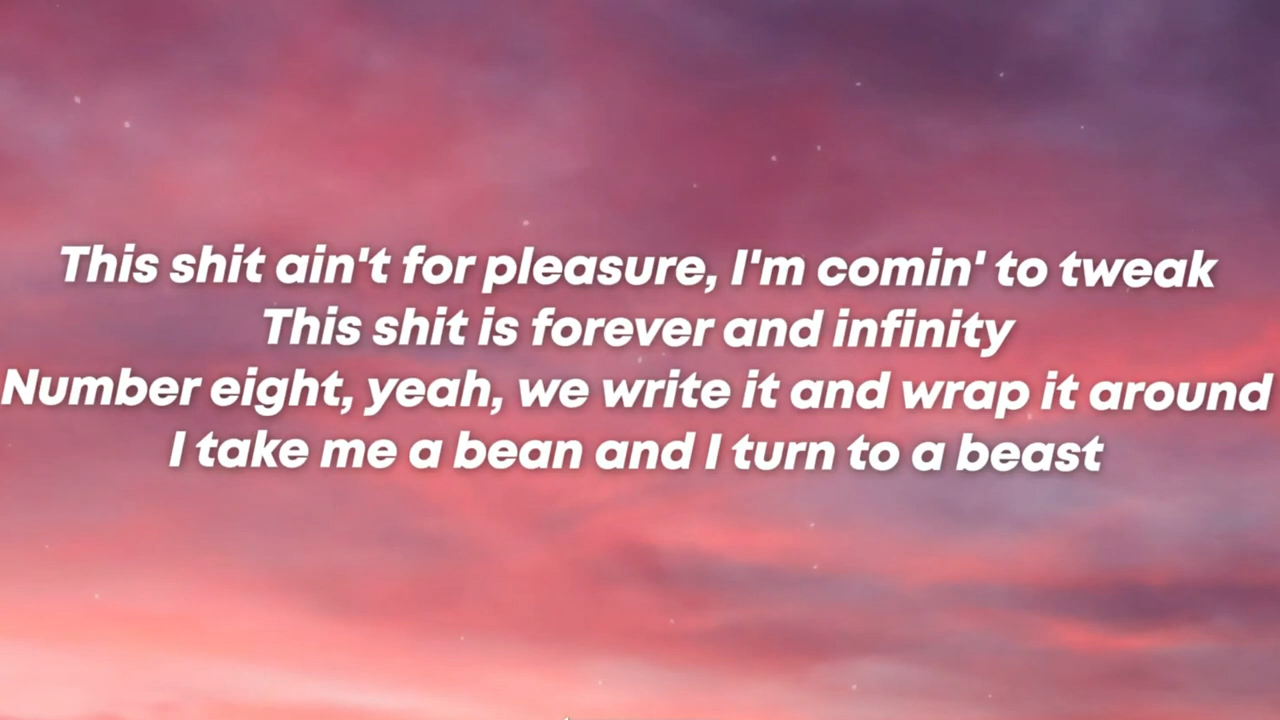 This shit ain't for pleasure, I'm comin' to tweak
This shit is forever and infinity
Number eight, yeah, we write it and wrap it around
I take me a bean and I turn to a beast